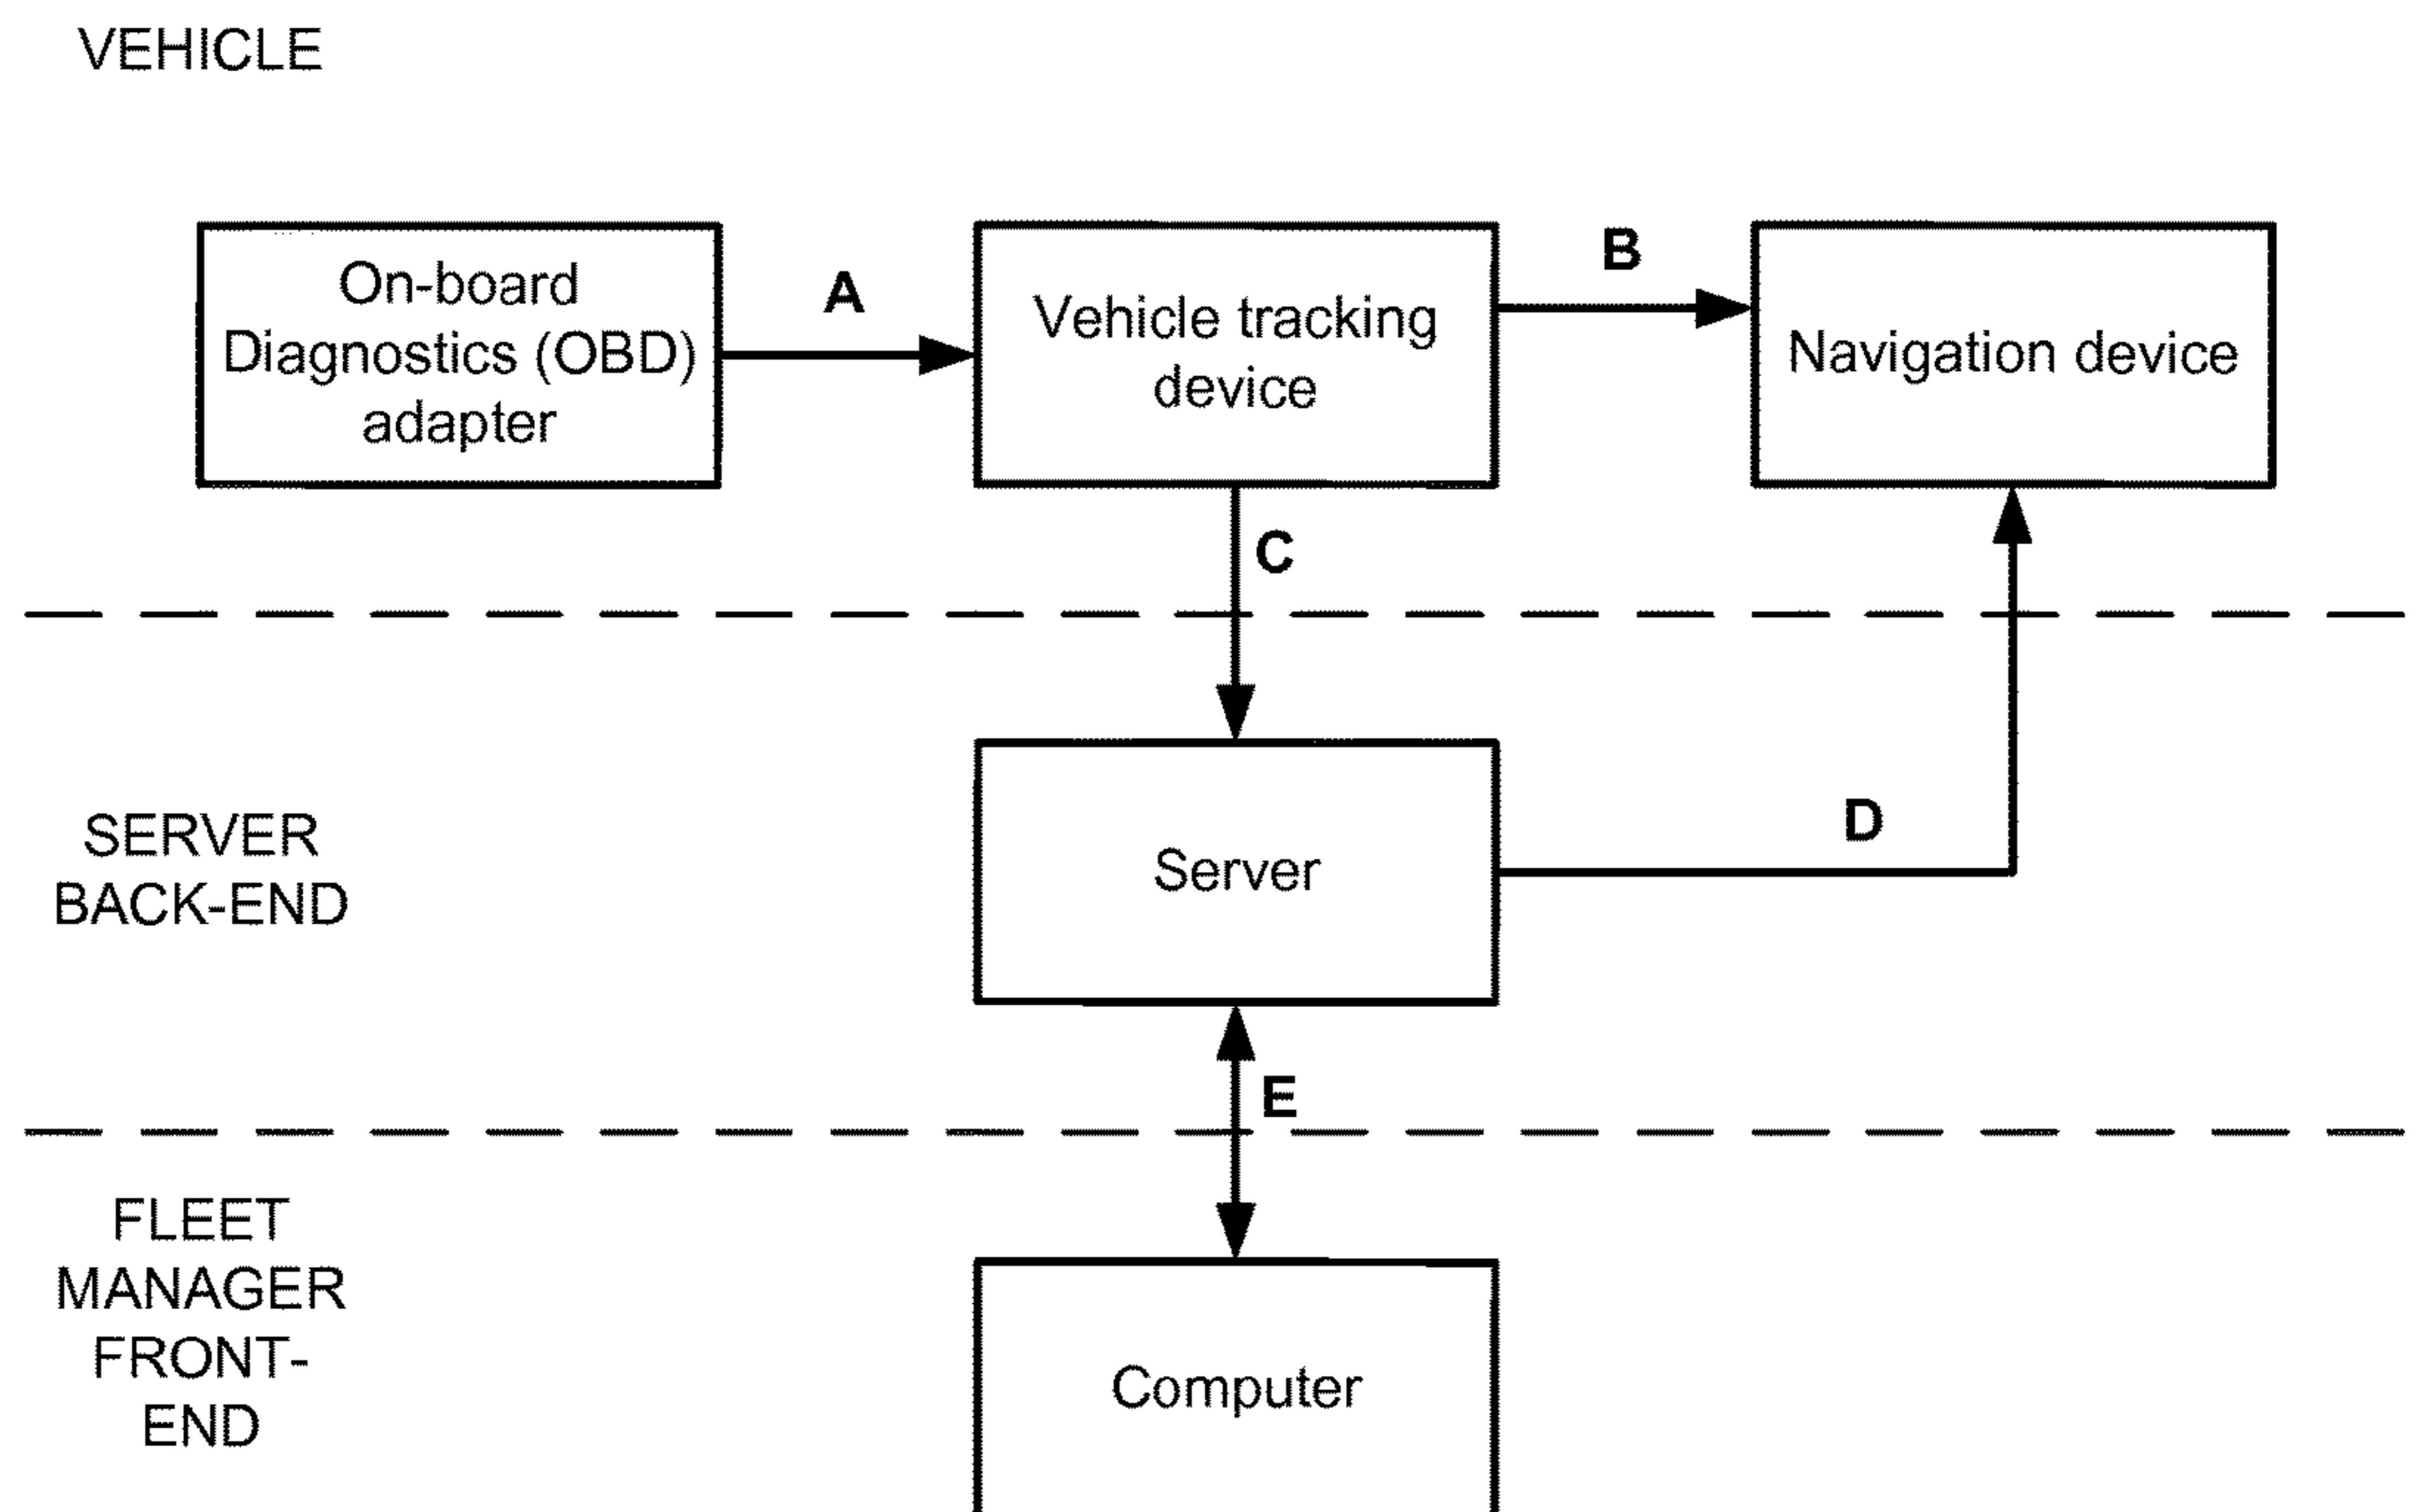 VEHICLE
On-board
Diagnostics (OBD)
adapter
A
Vehicle tracking
device
B
Navigation device
C
SERVER
BACK-END
Server
D
E
FLEET
MANAGER
FRONT-
END
Computer